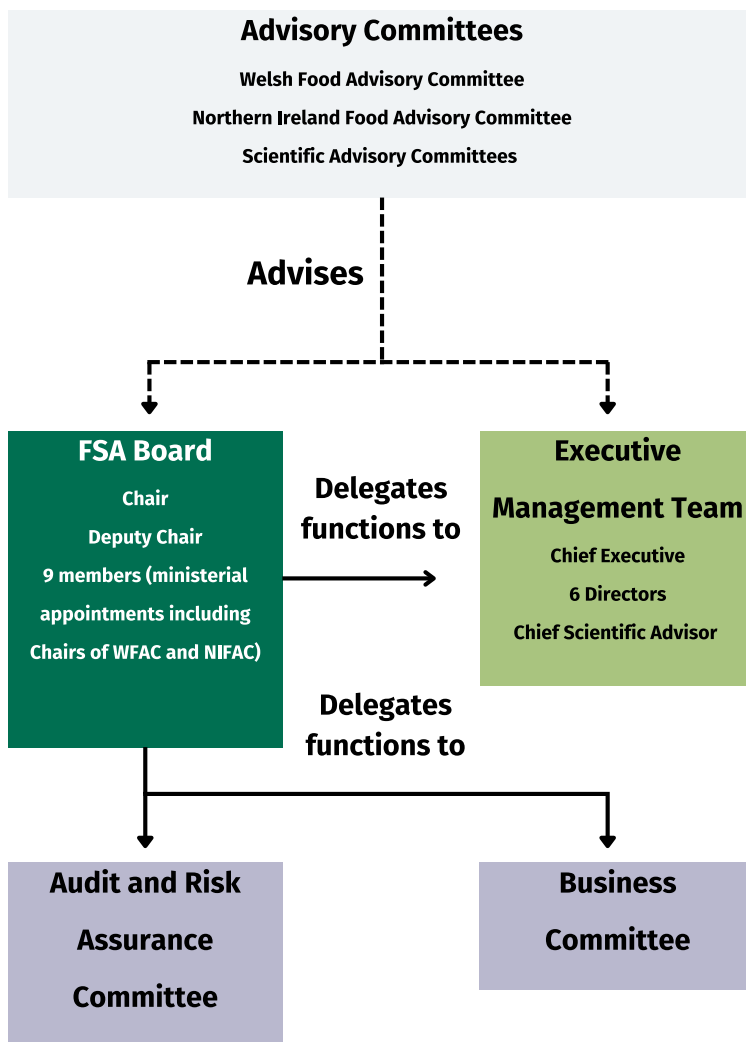 Advisory Committees
Welsh Food Advisory Committee
Northern Ireland Food Advisory Committee
Scientific Advisory Committees
Advises
FSA Board
Chair
Deputy Chair
9 members (ministerial
appointments including
Chairs of WFAC and NIFAC)
Delegates
functions to
Executive
Management Team
Chief Executive
6 Directors
Chief Scientific Advisor
Delegates
functions to
Audit and Risk
Assurance
Committee
Business
Committee